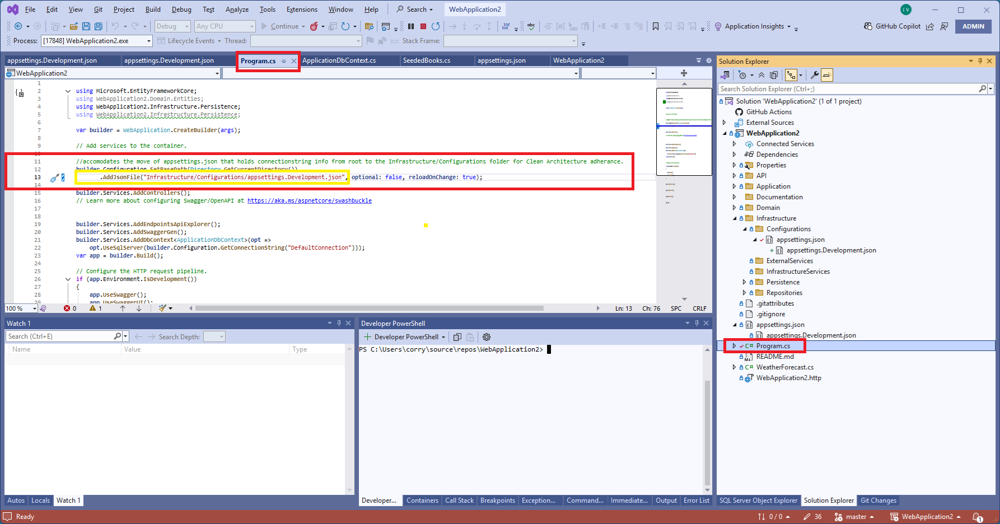 File Edit View Git Project Build Debug Test Analyze Tools Extensions Window Help Search WebApplication2 CV
Debug Any CPU Continue abc Application Insights GitHub Copilot ADMIN
Process: [17848] WebApplication2.exe Lifecycle Events Thread: Stack Frame:
appsettings.Development.json appsettings.Development.json Program.cs ApplicationDbContext.cs SeededBooks.cs appsettings.json WebApplication2
WebApplication2
1
2 using Microsoft.EntityFrameworkCore;
3 using WebApplication2.Domain.Entities;
4 using WebApplication2.Infrastructure.Persistence;
5 using WebApplication2.Infrastructure.Persistence;
6
7 var builder = WebApplication.CreateBuilder(args);
8
9 // Add services to the container.
11 //accomodates the move of appsettings.json that holds connectionstring info from root to the Infrastructure/Configurations folder for Clean Architecture adherance.
12 builder.Configuration.SetBasePath(Directory.GetCurrentDirectory())
13 .AddJsonFile("Infrastructure/Configurations/appsettings.Development.json", optional: false, reloadOnChange: true);
14
15 builder.Services.AddControllers();
16 // Learn more about configuring Swagger/OpenAPI at https://aka.ms/aspnetcore/swashbuckle
17
18
19 builder.Services.AddEndpointsApiExplorer();
20 builder.Services.AddSwaggerGen();
21 builder.Services.AddDbContext<ApplicationDbContext>(opt =>
22 opt.UseSqlServer(builder.Configuration.GetConnectionString("DefaultConnection")));
23 var app = builder.Build();
24
25 // Configure the HTTP request pipeline.
26 if (app.Environment.IsDevelopment())
27 {
28 app.UseSwagger();
29 app.UseSwaggerUI();
100 % 0 1 Ln: 13 Ch: 76 SPC CRLF
Watch 1
Search (Ctrl+E) Search Depth:
Name Value Type
Autos Locals Watch 1
Developer PowerShell
Developer PowerShell
PS C:\Users\corry\source\repos\WebApplication2>
Developer... Containers Call Stack Breakpoints Exception... Command... Immediate... Output Error List
Solution Explorer
Search Solution Explorer (Ctrl+;)
Solution 'WebApplication2' (1 of 1 project)
GitHub Actions
External Sources
WebApplication2
Connected Services
Dependencies
Properties
API
Application
Documentation
Domain
Infrastructure
Configurations
appsettings.json
appsettings.Development.json
ExternalServices
InfrastructureServices
Persistence
Repositories
.gitattributes
.gitignore
appsettings.json
appsettings.Development.json
C# Program.cs
README.md
C# WeatherForecast.cs
WebApplication2.http
SQL Server Object Explorer Solution Explorer Git Changes
Ready 0 / 0 36 master WebApplication2 1